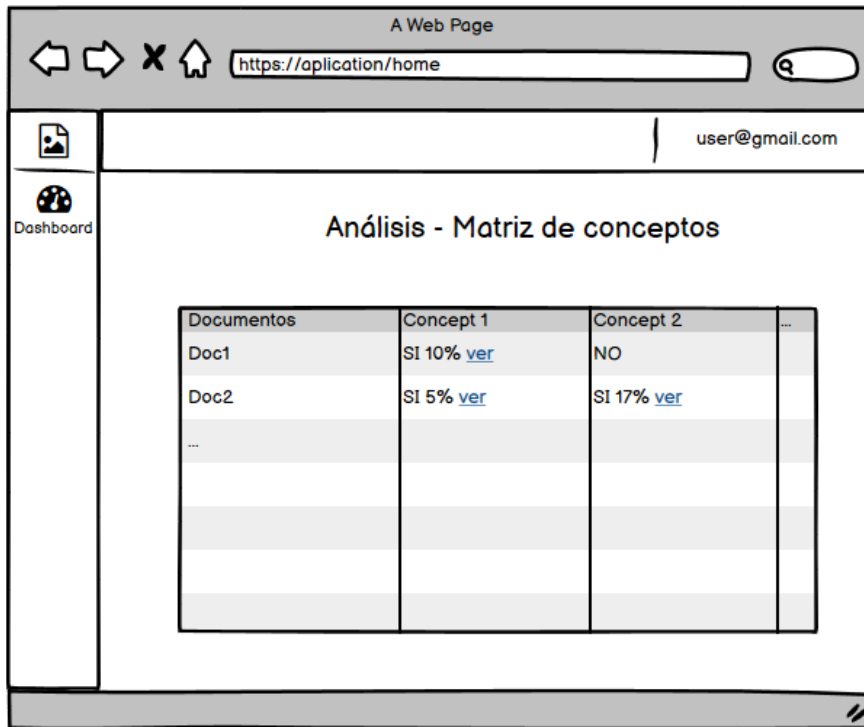 A Web Page
https://aplication/home
user@gmail.com
Dashboard
Análisis - Matriz de conceptos
Documentos Concept 1 Concept 2 ...
Doc1 SI 10% ver NO
Doc2 SI 5% ver SI 17% ver
...